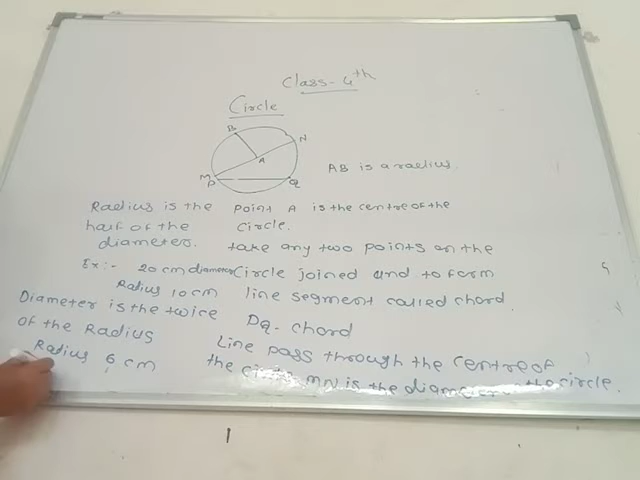 Class-4th
Circle
B
N
A
M
P
Q
AB is a radius.
Radius is the
half of the
diameter.
Ex:- 20 cm diameter
Radius 10 cm
Diameter is the twice
of the Radius
Radius 6 cm
Point A is the centre of the
circle.
take any two points on the
Circle joined and to form
line segment called chord.
PQ - chord
Line pass through the centre of
the circle MN is the diameter the circle.